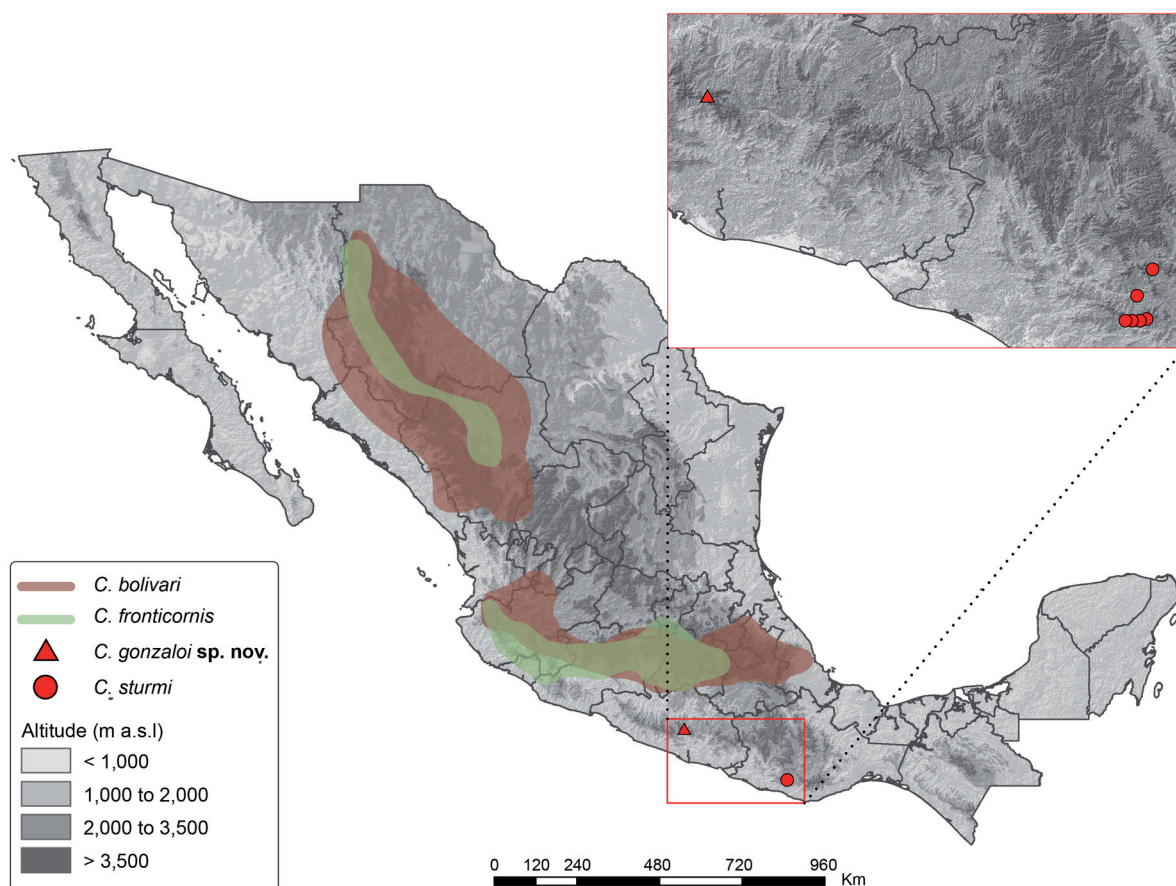 C. bolivari
C. fronticornis
C. gonzaloi sp. nov.
C. sturmi
Altitude (m a.s.l)
< 1,000
1,000 to 2,000
2,000 to 3,500
> 3,500
0 120 240 480 720 960
Km